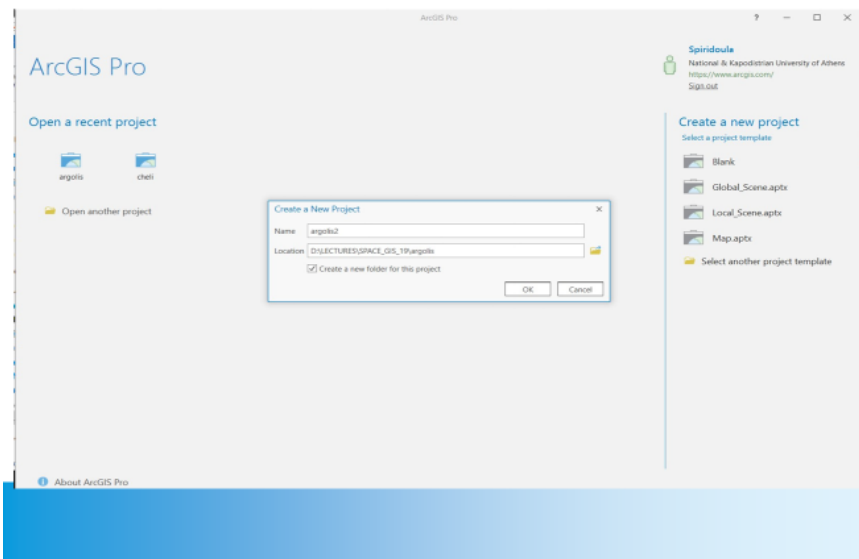 ArcGIS Pro
?
ArcGIS Pro
Spiridoula
National & Kapodistrian University of Athens
https://www.arcgis.com/
Sign out
Open a recent project
argolis
cheli
Open another project
Create a New Project
Name argolis2
Location D:\LECTURES\SPACE_GIS_19\argolis
Create a new folder for this project
OK Cancel
Create a new project
Select a project template
Blank
Global_Scene.aptx
Local_Scene.aptx
Map.aptx
Select another project template
About ArcGIS Pro